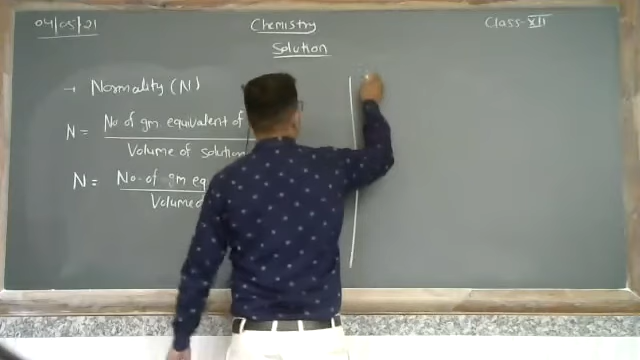 04/05/21
Chemistry
Class-XII
Solution
→ Normality (N)
N = No of gm equivalent of
Volume of solution
N = No. of gm eq
Volume of